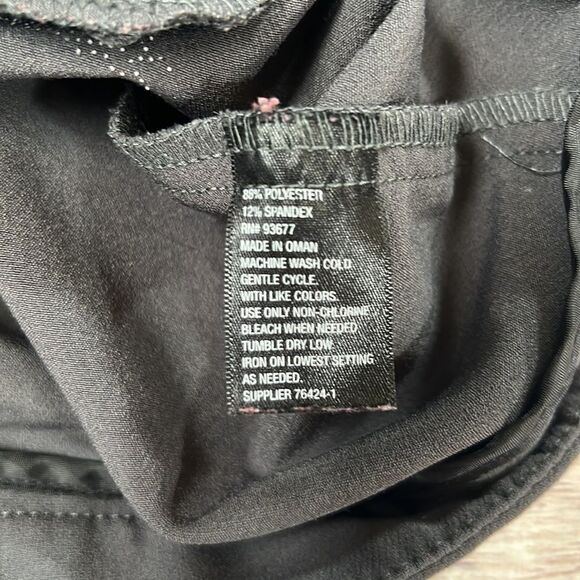 88% POLYESTER
12% SPANDEX
RN# 93677
MADE IN OMAN
MACHINE WASH COLD.
GENTLE CYCLE.
WITH LIKE COLORS.
USE ONLY NON-CHLORINE
BLEACH WHEN NEEDED
TUMBLE DRY LOW.
IRON ON LOWEST SETTING
AS NEEDED.
SUPPLIER 76424-1